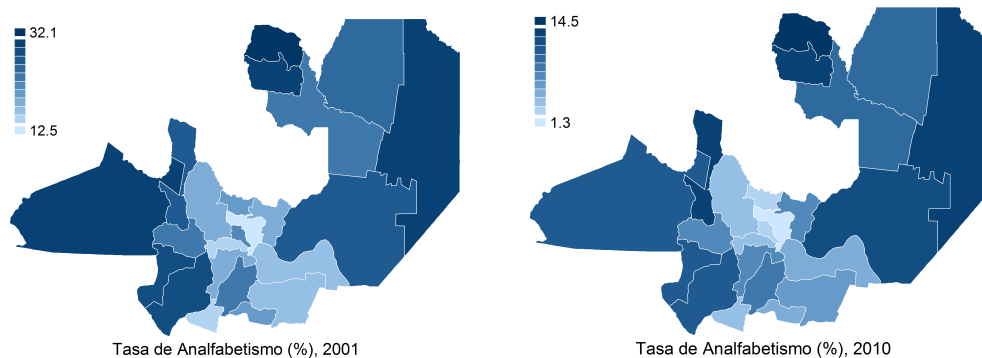 32.1
12.5
Tasa de Analfabetismo (%), 2001
14.5
1.3
Tasa de Analfabetismo (%), 2010